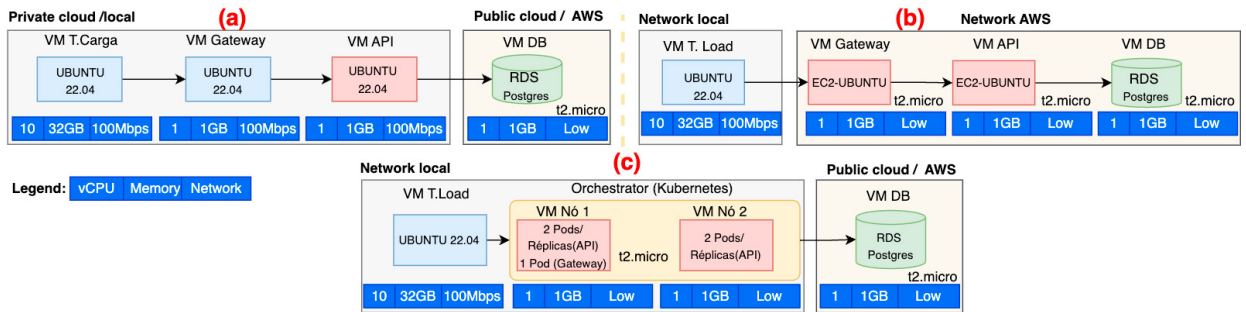 Private cloud /local
(a)
Public cloud / AWS
VM T.Carga
VM Gateway
VM API
VM DB
UBUNTU
22.04
UBUNTU
22.04
UBUNTU
22.04
RDS
Postgres
t2.micro
10 32GB 100Mbps
1 1GB 100Mbps
1 1GB 100Mbps
1 1GB Low
Network local
(b)
Network AWS
VM T. Load
VM Gateway
VM API
VM DB
UBUNTU
22.04
EC2-UBUNTU
t2.micro
EC2-UBUNTU
t2.micro
RDS
Postgres
t2.micro
10 32GB 100Mbps
1 1GB Low
1 1GB Low
1 1GB Low
Legend: vCPU Memory Network
Network local
(c)
Public cloud / AWS
VM T.Load
Orchestrator (Kubernetes)
VM DB
UBUNTU 22.04
VM Nó 1
2 Pods/
Réplicas(API)
1 Pod (Gateway)
t2.micro
VM Nó 2
2 Pods/
Réplicas(API)
RDS
Postgres
t2.micro
10 32GB 100Mbps
1 1GB Low
1 1GB Low
1 1GB Low